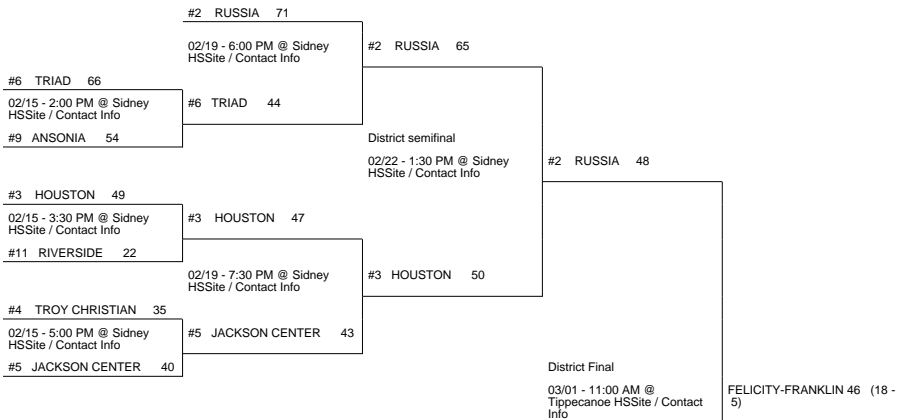 #2 RUSSIA 71
02/19 - 6:00 PM @ Sidney
HSSite / Contact Info
#2 RUSSIA 65
#6 TRIAD 66
02/15 - 2:00 PM @ Sidney
HSSite / Contact Info
#6 TRIAD 44
#9 ANSONIA 54
District semifinal
02/22 - 1:30 PM @ Sidney
HSSite / Contact Info
#2 RUSSIA 48
#3 HOUSTON 49
02/15 - 3:30 PM @ Sidney
HSSite / Contact Info
#3 HOUSTON 47
#11 RIVERSIDE 22
02/19 - 7:30 PM @ Sidney
HSSite / Contact Info
#3 HOUSTON 50
#4 TROY CHRISTIAN 35
02/15 - 5:00 PM @ Sidney
HSSite / Contact Info
#5 JACKSON CENTER 43
#5 JACKSON CENTER 40
District Final
03/01 - 11:00 AM @
Tippecanoe HSSite / Contact
Info
FELICITY-FRANKLIN 46 (18 -
5)